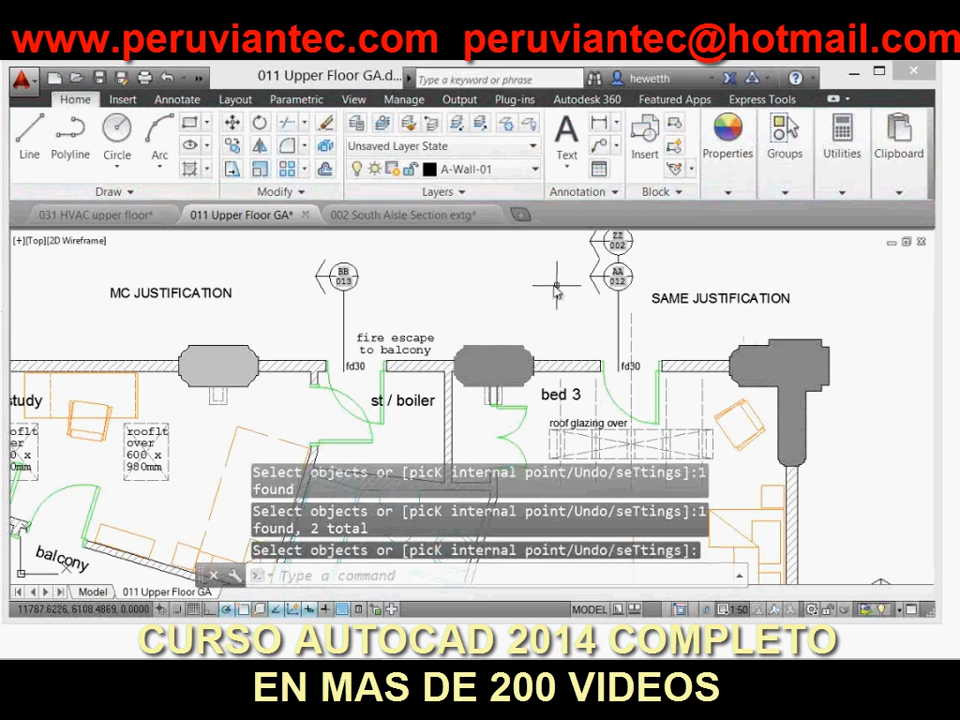 www.peruviantec.com peruviantec@hotmail.com
011 Upper Floor GA.d...
Type a keyword or phrase
hewetth
Home Insert Annotate Layout Parametric View Manage Output Plug-ins Autodesk 360 Featured Apps Express Tools
Line Polyline Circle Arc
Unsaved Layer State
A-Wall-01
Text Insert Properties Groups Utilities Clipboard
Draw Modify Layers Annotation Block
031 HVAC upper floor* 011 Upper Floor GA* 002 South Aisle Section extg*
[+][Top][2D Wireframe]
ZZ
002
BB
013
AA
012
MC JUSTIFICATION
SAME JUSTIFICATION
fire escape
to balcony
fd30
fd30
tudy
st / boiler
bed 3
roof glazing over
oflt
er
0 x
0mm
rooflt
over
600 x
980mm
balcony
Select objects or [picK internal point/Undo/seTtings]:1
found
Select objects or [picK internal point/Undo/seTtings]:1
found, 2 total
Select objects or [picK internal point/Undo/seTtings]:
Type a command
Model 011 Upper Floor GA
11787.6226, 6108.4869, 0.0000 MODEL 1:50
CURSO AUTOCAD 2014 COMPLETO
EN MAS DE 200 VIDEOS